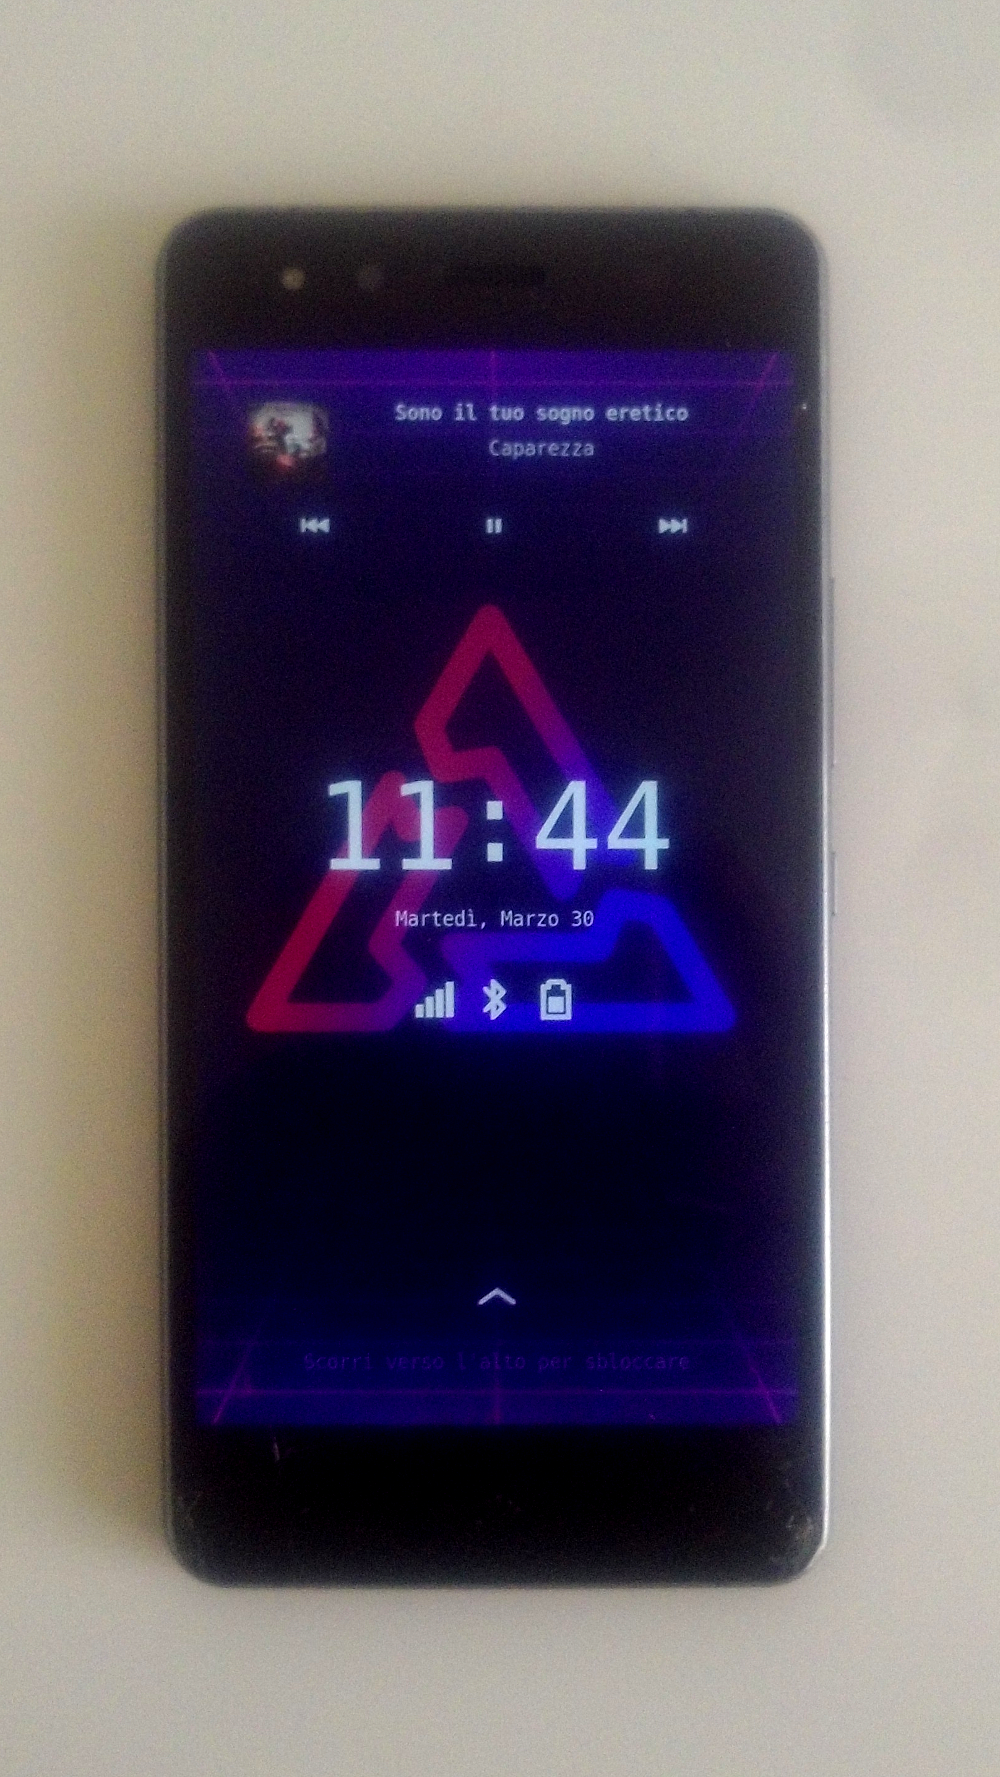 Sono il tuo sogno eretico
Caparezza
11:44
Martedì, Marzo 30
Scorri verso l'alto per sbloccare